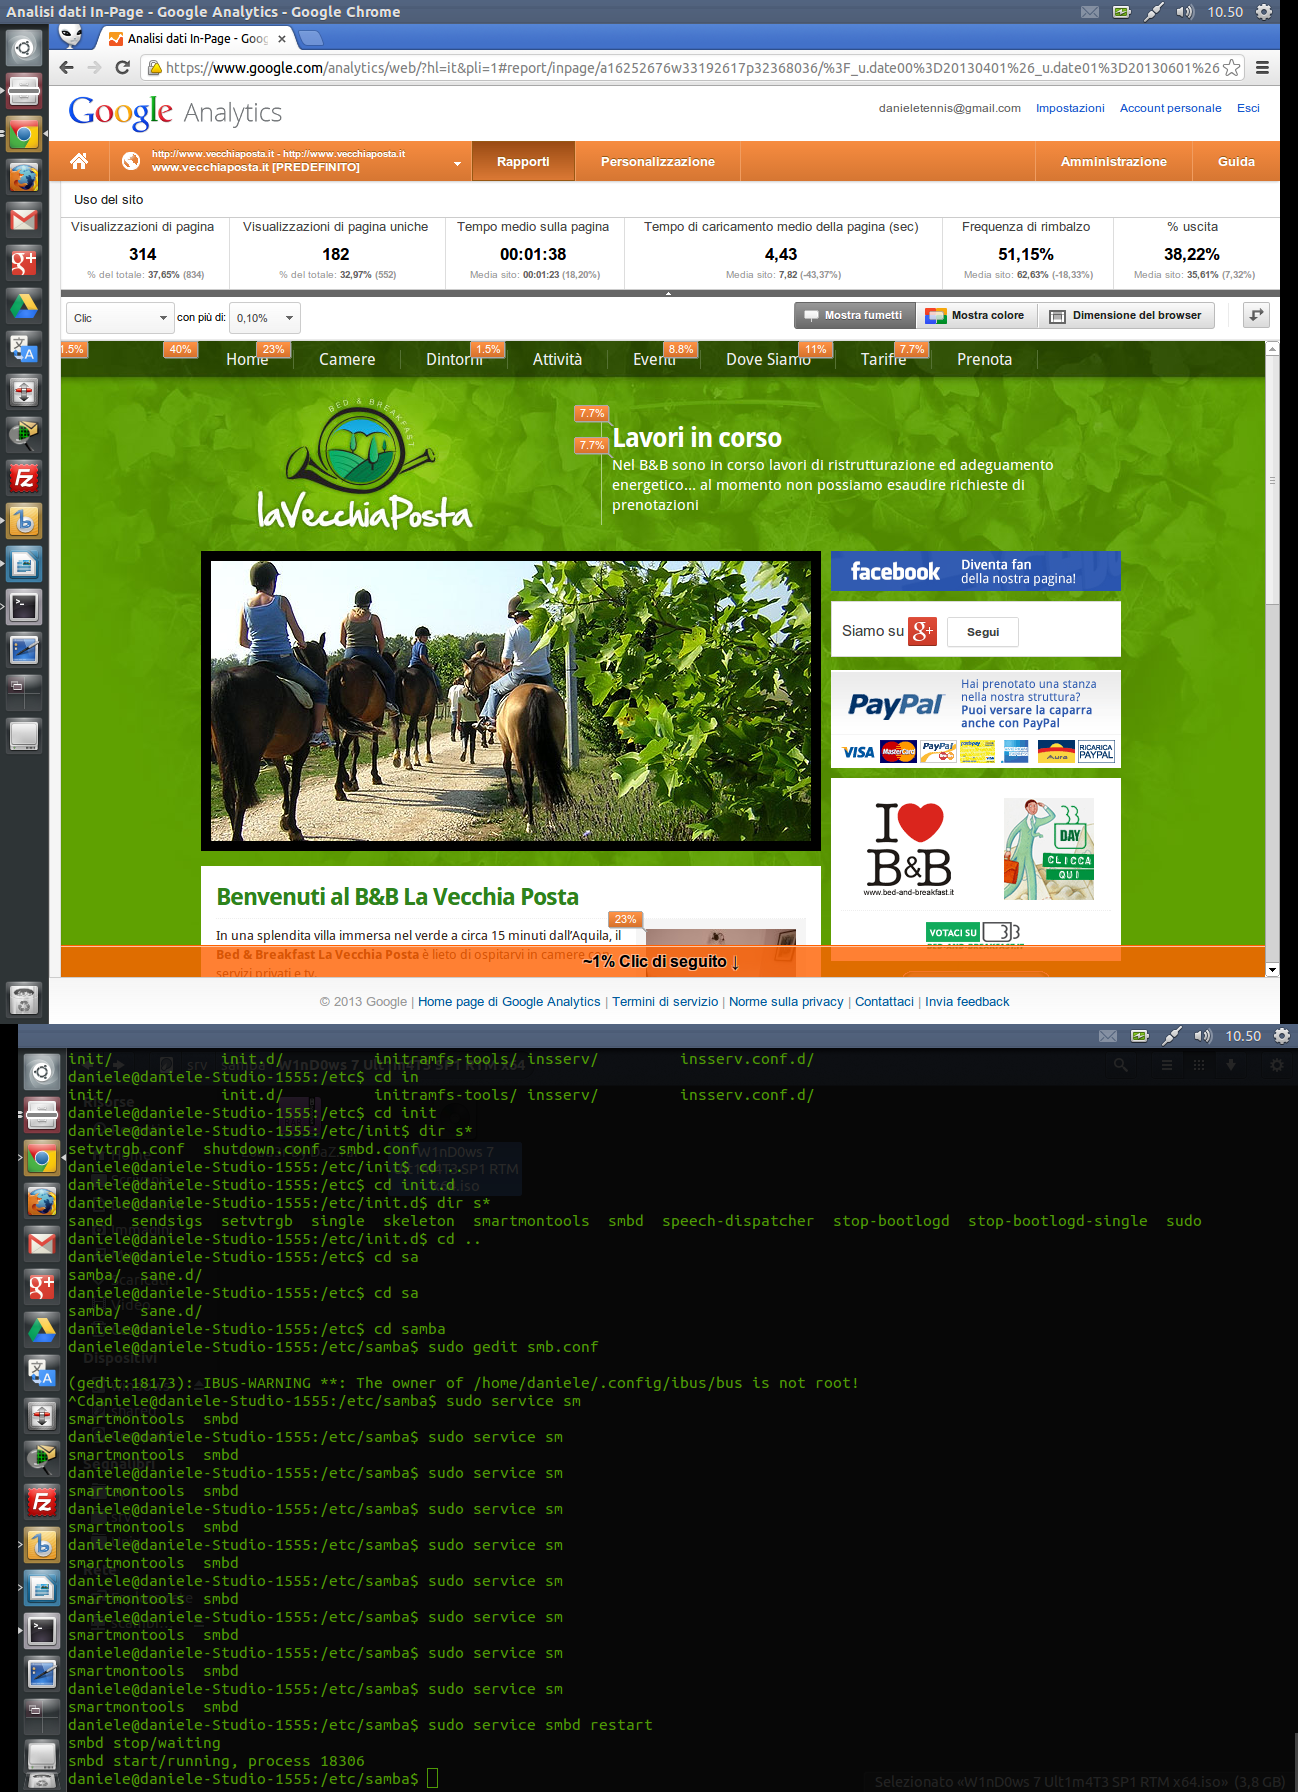 Analisi dati In-Page - Google Analytics - Google Chrome
10.50
Analisi dati In-Page - Goog
https://www.google.com/analytics/web/?hl=it&pli=1#report/inpage/a16252676w33192617p32368036/%3F_u.date00%3D20130401%26_u.date01%3D20130601%26
Google Analytics
danieletennis@gmail.com Impostazioni Account personale Esci
http://www.vecchiaposta.it - http://www.vecchiaposta.it
www.vecchiaposta.it [PREDEFINITO]
Rapporti Personalizzazione Amministrazione Guida
Uso del sito
Visualizzazioni di pagina Visualizzazioni di pagina uniche Tempo medio sulla pagina Tempo di caricamento medio della pagina (sec) Frequenza di rimbalzo % uscita
314 182 00:01:38 4,43 51,15% 38,22%
% del totale: 37,65% (834) % del totale: 32,97% (552) Media sito: 00:01:23 (18,20%) Media sito: 7,82 (-43,37%) Media sito: 62,63% (-18,33%) Media sito: 35,61% (7,32%)
Clic con più di: 0,10% Mostra fumetti Mostra colore Dimensione del browser
1.5% 40% 23% 1.5% 8.8% 11% 7.7%
Home Camere Dintorni Attività Eventi Dove Siamo Tariffe Prenota
BED & BREAKFAST
laVecchiaPosta
7.7%
7.7%
Lavori in corso
Nel B&B sono in corso lavori di ristrutturazione ed adeguamento
energetico... al momento non possiamo esaudire richieste di
prenotazioni
facebook Diventa fan
della nostra pagina!
Siamo su g+ Segui
PayPal
Hai prenotato una stanza
nella nostra struttura?
Puoi versare la caparra
anche con PayPal
VISA MasterCard PayPal postepay Aura RICARICA PAYPAL
I B&B
www.bed-and-breakfast.it
DAY
CLICCA
QUI
VOTACI SU
Benvenuti al B&B La Vecchia Posta
23%
In una splendita villa immersa nel verde a circa 15 minuti dall'Aquila, il
Bed & Breakfast La Vecchia Posta è lieto di ospitarvi in camere c
servizi privati e tv.
~1% Clic di seguito ↓
© 2013 Google | Home page di Google Analytics | Termini di servizio | Norme sulla privacy | Contattaci | Invia feedback
10.50
init/ init.d/ initramfs-tools/ insserv/ insserv.conf.d/
daniele@daniele-Studio-1555:/etc$ cd in
init/ init.d/ initramfs-tools/ insserv/ insserv.conf.d/
daniele@daniele-Studio-1555:/etc$ cd init
daniele@daniele-Studio-1555:/etc/init$ dir s*
setvtrgb.conf shutdown.conf smbd.conf
daniele@daniele-Studio-1555:/etc/init$ cd ..
daniele@daniele-Studio-1555:/etc$ cd init.d
daniele@daniele-Studio-1555:/etc/init.d$ dir s*
saned sendsigs setvtrgb single skeleton smartmontools smbd speech-dispatcher stop-bootlogd stop-bootlogd-single sudo
daniele@daniele-Studio-1555:/etc/init.d$ cd ..
daniele@daniele-Studio-1555:/etc$ cd sa
samba/ sane.d/
daniele@daniele-Studio-1555:/etc$ cd sa
samba/ sane.d/
daniele@daniele-Studio-1555:/etc$ cd samba
daniele@daniele-Studio-1555:/etc/samba$ sudo gedit smb.conf
(gedit:18173): IBUS-WARNING **: The owner of /home/daniele/.config/ibus/bus is not root!
^Cdaniele@daniele-Studio-1555:/etc/samba$ sudo service sm
smartmontools smbd
daniele@daniele-Studio-1555:/etc/samba$ sudo service sm
smartmontools smbd
daniele@daniele-Studio-1555:/etc/samba$ sudo service sm
smartmontools smbd
daniele@daniele-Studio-1555:/etc/samba$ sudo service sm
smartmontools smbd
daniele@daniele-Studio-1555:/etc/samba$ sudo service sm
smartmontools smbd
daniele@daniele-Studio-1555:/etc/samba$ sudo service sm
smartmontools smbd
daniele@daniele-Studio-1555:/etc/samba$ sudo service sm
smartmontools smbd
daniele@daniele-Studio-1555:/etc/samba$ sudo service sm
smartmontools smbd
daniele@daniele-Studio-1555:/etc/samba$ sudo service sm
smartmontools smbd
daniele@daniele-Studio-1555:/etc/samba$ sudo service smbd restart
smbd stop/waiting
smbd start/running, process 18306
daniele@daniele-Studio-1555:/etc/samba$
Selezionato «W1nD0ws 7 Ult1m4T3 SP1 RTM x64.iso» (3,8 GB)